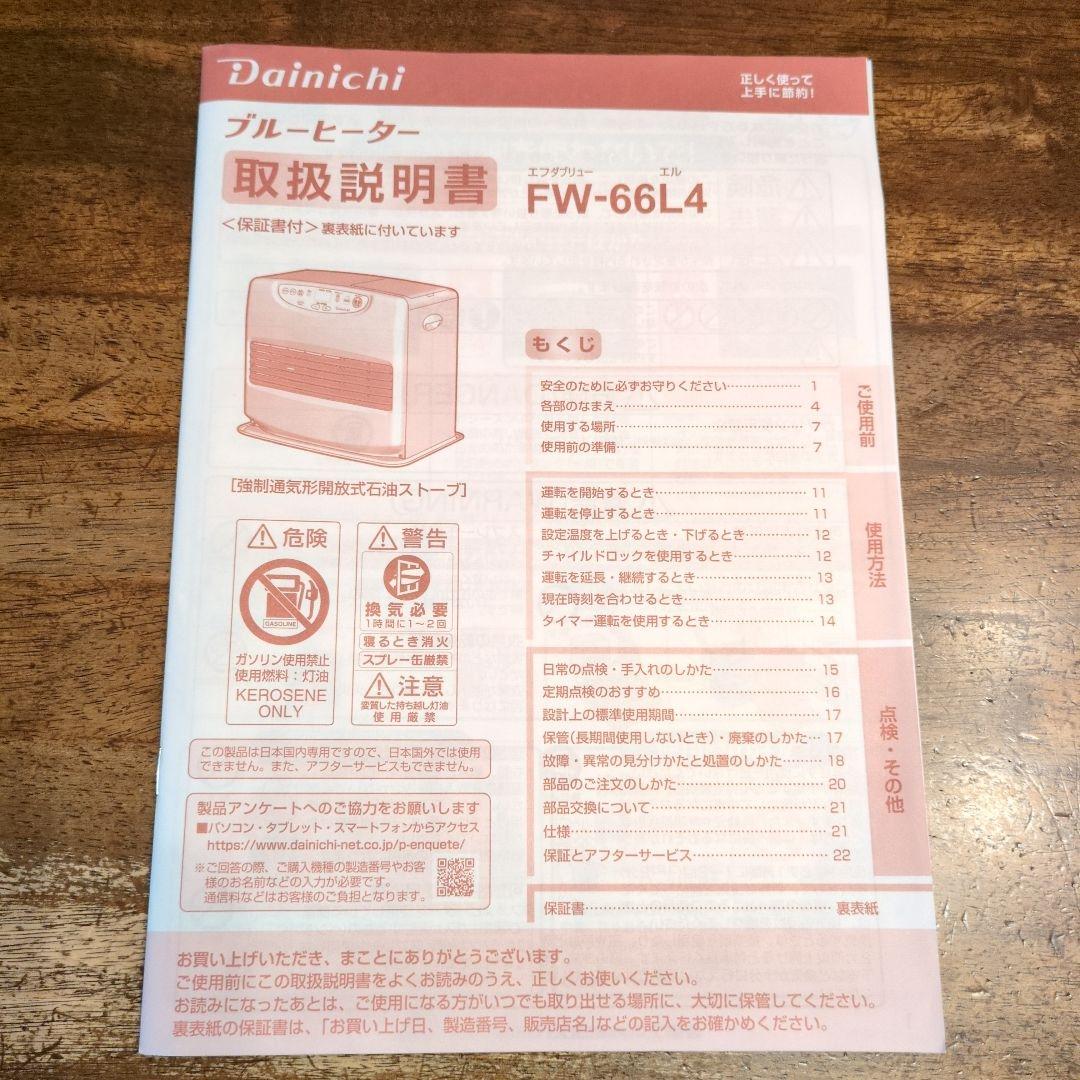 Dainichi
正しく使って
上手に節約!
ブルーヒーター
取扱説明書
エフダブリュー エル
FW-66L4
<保証書付>裏表紙に付いています
[強制通気形開放式石油ストーブ]
危険
GASOLINE
ガソリン使用禁止
使用燃料:灯油
KEROSENE
ONLY
警告
換気必要
1時間に1~2回
寝るとき消火
スプレー缶厳禁
注意
変質した持ち越し灯油
使用厳禁
この製品は日本国内専用ですので、日本国外では使用
できません。また、アフターサービスもできません。
製品アンケートへのご協力をお願いします
■パソコン・タブレット・スマートフォンからアクセス
https://www.dainichi-net.co.jp/p-enquete/
※ご回答の際、ご購入機種の製造番号やお客
様のお名前などの入力が必要です。
通信料などはお客様のご負担となります。
もくじ
安全のために必ずお守りください………………… 1
各部のなまえ………………………………………… 4
使用する場所………………………………………… 7
使用前の準備………………………………………… 7
ご使用前
運転を開始するとき………………………………… 11
運転を停止するとき………………………………… 11
設定温度を上げるとき・下げるとき……………… 12
チャイルドロックを使用するとき………………… 12
運転を延長・継続するとき………………………… 13
現在時刻を合わせるとき…………………………… 13
タイマー運転を使用するとき……………………… 14
使用方法
日常の点検・手入れのしかた……………………… 15
定期点検のおすすめ………………………………… 16
設計上の標準使用期間……………………………… 17
保管(長期間使用しないとき)・廃棄のしかた… 17
故障・異常の見分けかたと処置のしかた……… 18
部品のご注文のしかた……………………………… 20
部品交換について…………………………………… 21
仕様…………………………………………………… 21
保証とアフターサービス…………………………… 22
点検・その他
保証書………………………………………………… 裏表紙
お買い上げいただき、まことにありがとうございます。
ご使用前にこの取扱説明書をよくお読みのうえ、正しくお使いください。
お読みになったあとは、ご使用になる方がいつでも取り出せる場所に、大切に保管してください。
裏表紙の保証書は、「お買い上げ日、製造番号、販売店名」などの記入をお確かめください。